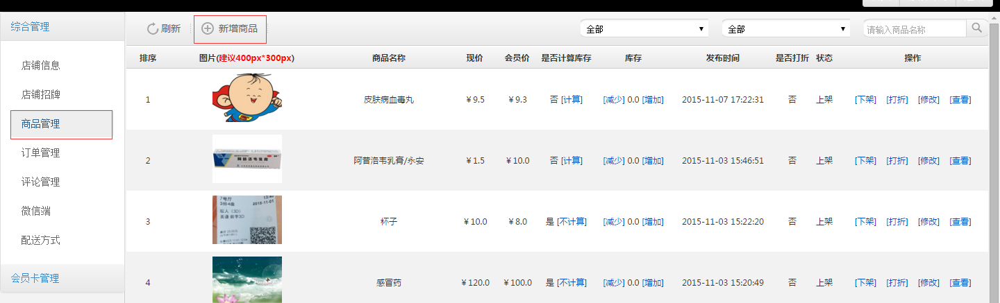 综合管理
店铺信息
店铺招牌
商品管理
订单管理
评论管理
微信端
配送方式
会员卡管理
刷新 新增商品 全部 全部 请输入商品名称
排序 图片(建议400px*300px) 商品名称 现价 会员价 是否计算库存 库存 发布时间 是否打折 状态 操作
1 皮肤病血毒丸 ￥9.5 ￥9.3 否 [计算] [减少] 0.0 [增加] 2015-11-07 17:22:31 否 上架 [下架] [打折] [修改] [查看]
2 阿昔洛韦乳膏/永安 ￥1.5 ￥10.0 否 [计算] [减少] 0.0 [增加] 2015-11-03 15:46:51 否 上架 [下架] [打折] [修改] [查看]
阿昔洛韦乳膏
3 杯子 ￥10.0 ￥8.0 是 [不计算] [减少] 0.0 [增加] 2015-11-03 15:22:20 否 上架 [下架] [打折] [修改] [查看]
7号厅
3排4座
2015-11-01
4 感冒药 ￥120.0 ￥100.0 是 [不计算] [减少] 0.0 [增加] 2015-11-03 15:20:49 否 上架 [下架] [打折] [修改] [查看]